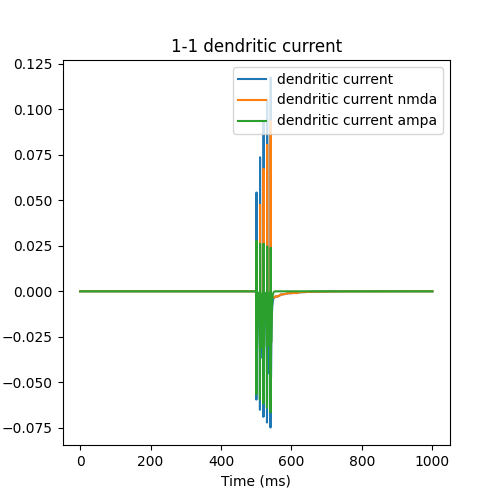 1-1 dendritic current
dendritic current
dendritic current nmda
dendritic current ampa
0.125
0.100
0.075
0.050
0.025
0.000
−0.025
−0.050
−0.075
0 200 400 600 800 1000
Time (ms)